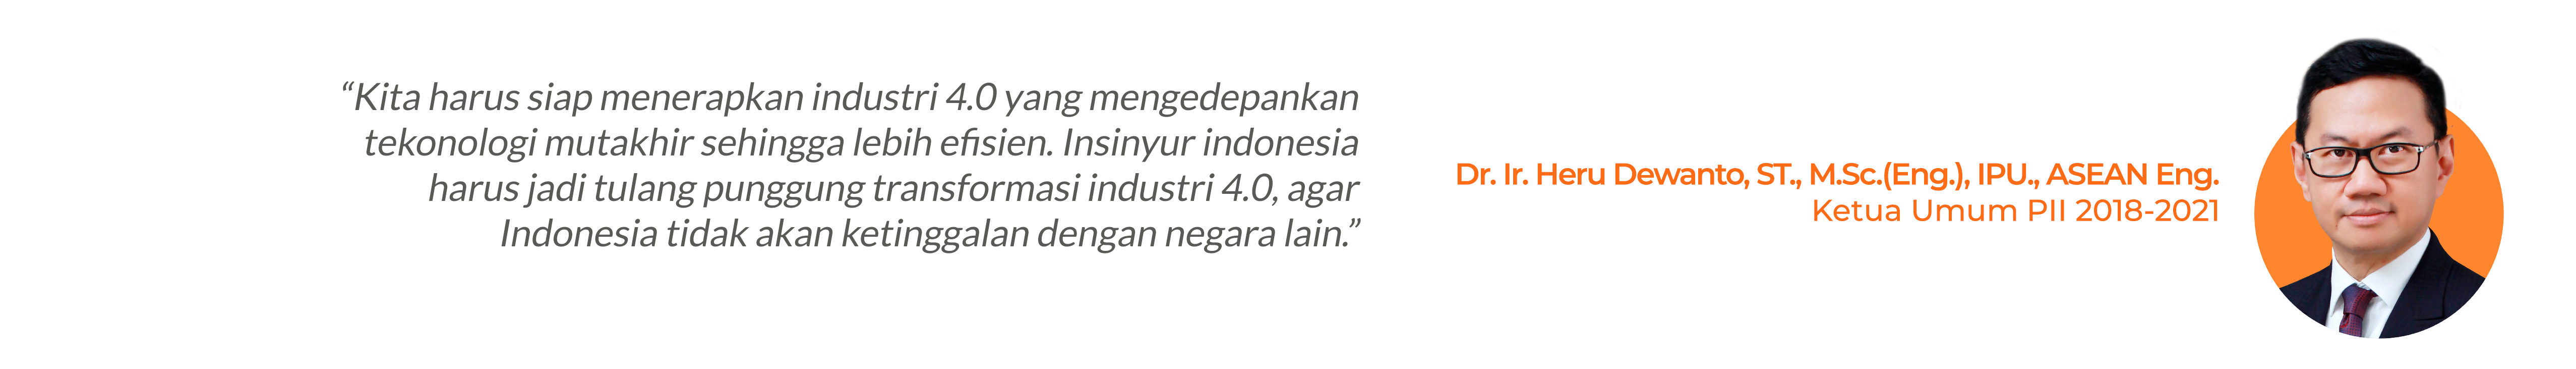 “Kita harus siap menerapkan industri 4.0 yang mengedepankan
tekonologi mutakhir sehingga lebih efisien. Insinyur indonesia
harus jadi tulang punggung transformasi industri 4.0, agar
Indonesia tidak akan ketinggalan dengan negara lain.”
Dr. Ir. Heru Dewanto, ST., M.Sc.(Eng.), IPU., ASEAN Eng.
Ketua Umum PII 2018-2021